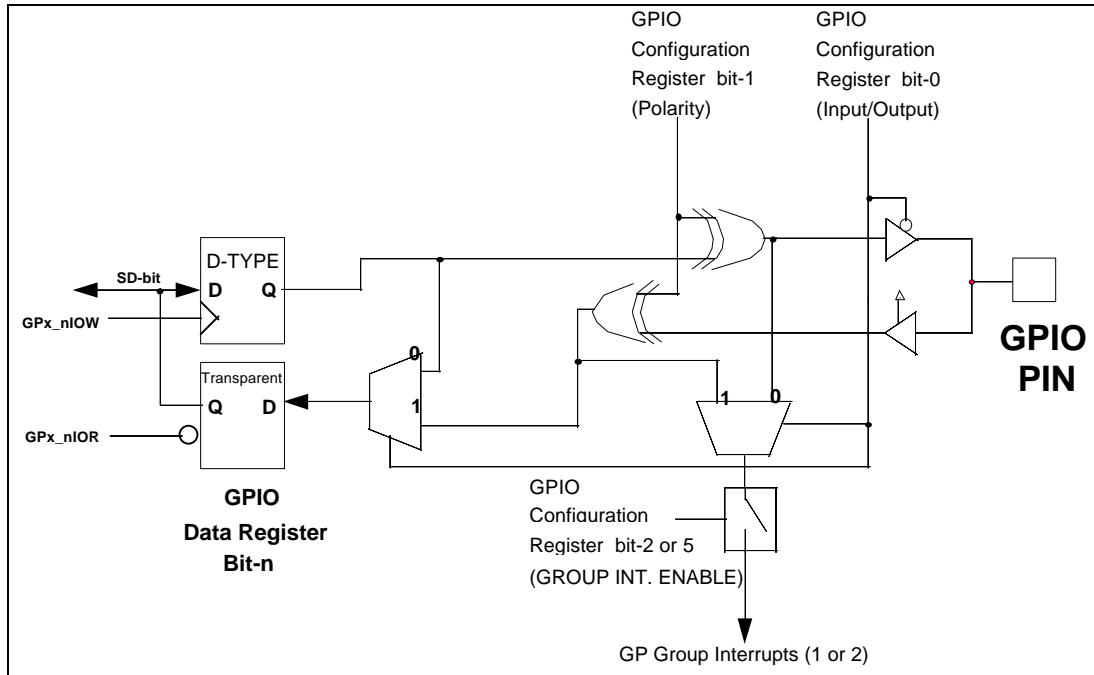 GPIO
Configuration
Register bit-1
(Polarity)
GPIO
Configuration
Register bit-0
(Input/Output)
D-TYPE
SD-bit
D Q
GPx_nIOW
Transparent
Q D
GPx_nIOR
0
1
1 0
GPIO
PIN
GPIO
Data Register
Bit-n
GPIO
Configuration
Register bit-2 or 5
(GROUP INT. ENABLE)
GP Group Interrupts (1 or 2)